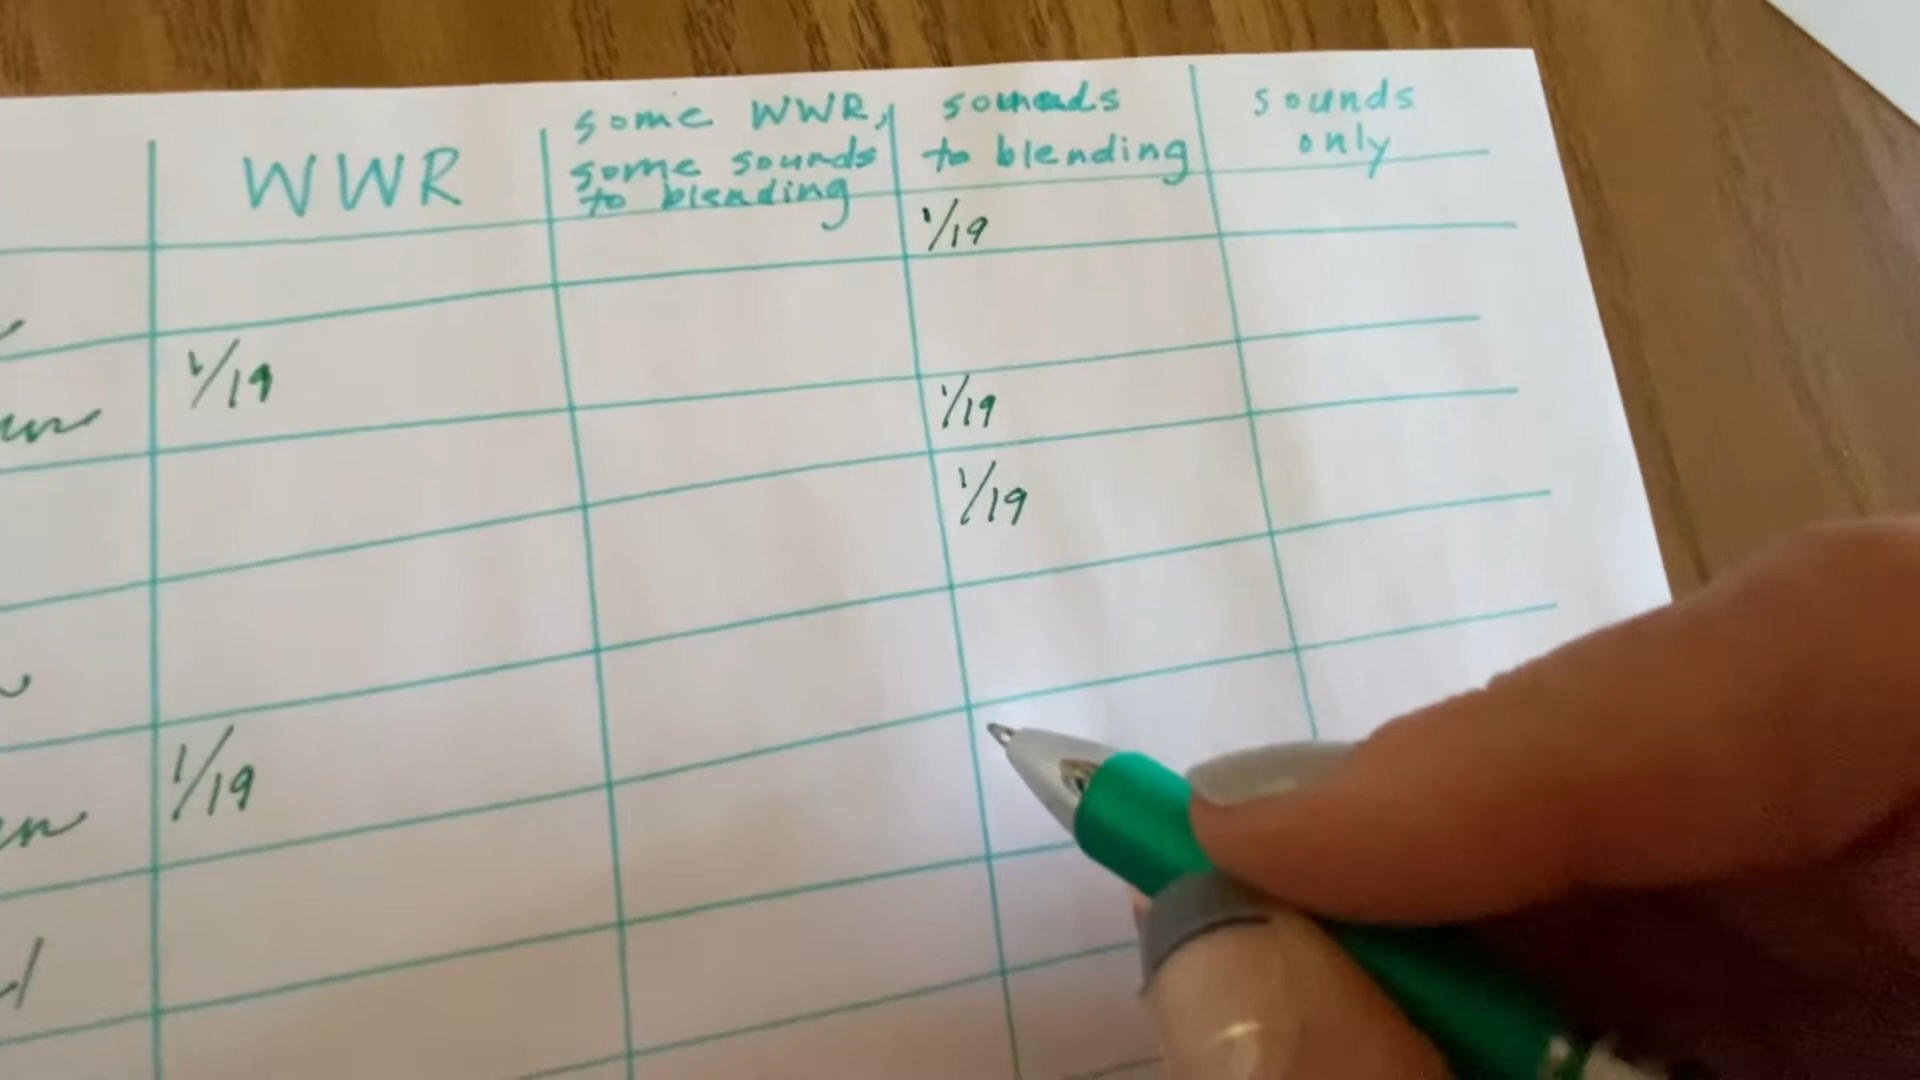 WWR
some WWR,
some sounds
to blending
sounds
to blending
sounds
only
1/19
1/19
1/19
1/19
1/19